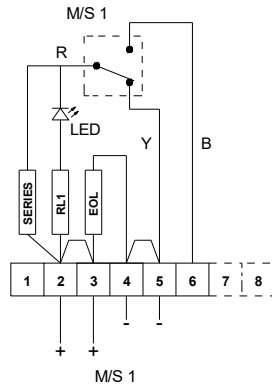 M/S 1
R
LED
Y
B
SERIES
RL1
EOL
1 2 3 4 5 6 7 8
+ + - -
M/S 1